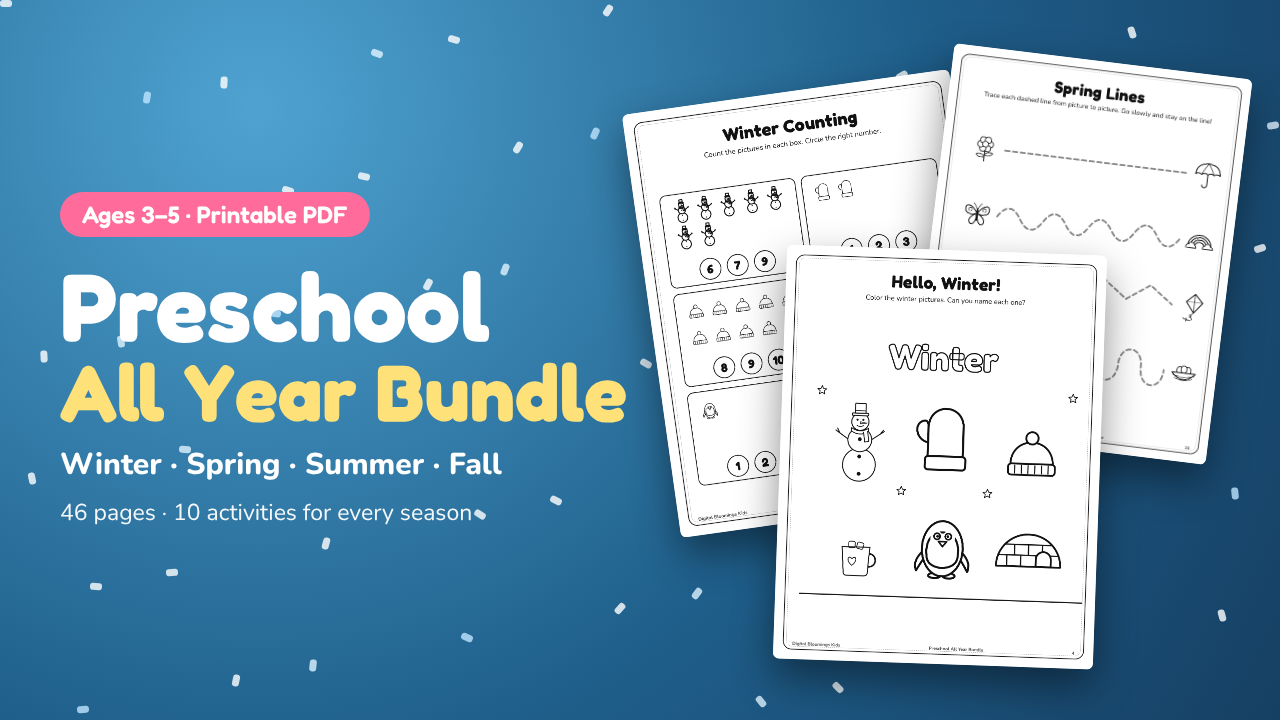 Ages 3–5 · Printable PDF
Preschool
All Year Bundle
Winter · Spring · Summer · Fall
46 pages · 10 activities for every season
Winter Counting
Count the pictures in each box. Circle the right number.
6 7 9
2 3
8 9 10
1 2
Digital Bloomings Kids
Spring Lines
Trace each dashed line from picture to picture. Go slowly and stay on the line!
Hello, Winter!
Color the winter pictures. Can you name each one?
Winter
Digital Bloomings Kids
Preschool All Year Bundle
4